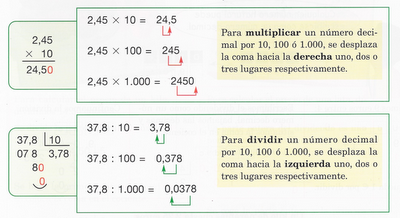 2,45
× 10
24,50
2,45 × 10 = 24,5
2,45 × 100 = 245
2,45 × 1.000 = 2450
Para multiplicar un número deci-
mal por 10, 100 ó 1.000, se desplaza
la coma hacia la derecha uno, dos o
tres lugares respectivamente.
37,8 10
07 8 3,78
80
0
37,8 : 10 = 3,78
37,8 : 100 = 0,378
37,8 : 1.000 = 0,0378
Para dividir un número decimal
por 10, 100 ó 1.000, se desplaza la
coma hacia la izquierda uno, dos o
tres lugares respectivamente.